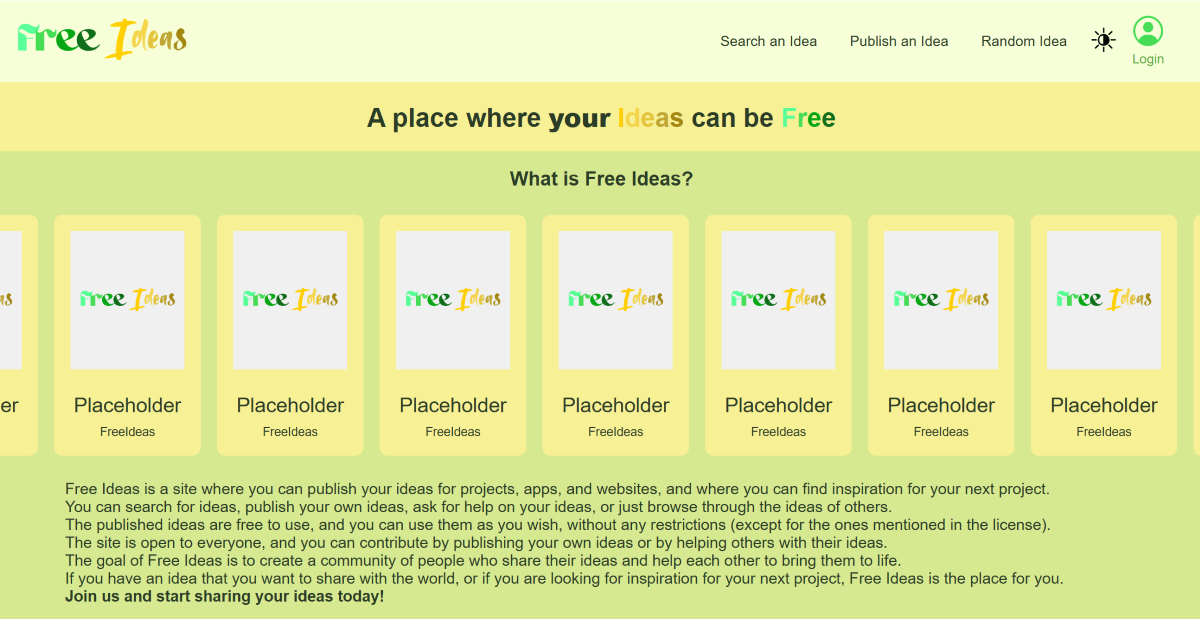 Free Ideas
Search an Idea
Publish an Idea
Random Idea
Login
A place where your Ideas can be Free
What is Free Ideas?
as
Free Ideas
Free Ideas
Free Ideas
Free Ideas
Free Ideas
Free Ideas
Free Ideas
er
Placeholder
Placeholder
Placeholder
Placeholder
Placeholder
Placeholder
Placeholder
FreeIdeas
FreeIdeas
FreeIdeas
FreeIdeas
FreeIdeas
FreeIdeas
FreeIdeas
Free Ideas is a site where you can publish your ideas for projects, apps, and websites, and where you can find inspiration for your next project.
You can search for ideas, publish your own ideas, ask for help on your ideas, or just browse through the ideas of others.
The published ideas are free to use, and you can use them as you wish, without any restrictions (except for the ones mentioned in the license).
The site is open to everyone, and you can contribute by publishing your own ideas or by helping others with their ideas.
The goal of Free Ideas is to create a community of people who share their ideas and help each other to bring them to life.
If you have an idea that you want to share with the world, or if you are looking for inspiration for your next project, Free Ideas is the place for you.
Join us and start sharing your ideas today!